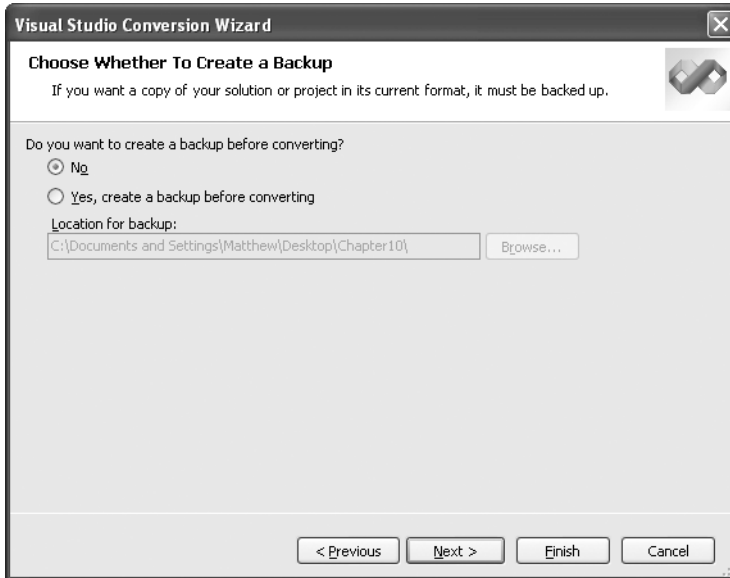 Visual Studio Conversion Wizard
Choose Whether To Create a Backup
If you want a copy of your solution or project in its current format, it must be backed up.
Do you want to create a backup before converting?
No
Yes, create a backup before converting
Location for backup:
C:\Documents and Settings\Matthew\Desktop\Chapter10\
Browse...
< Previous
Next >
Finish
Cancel